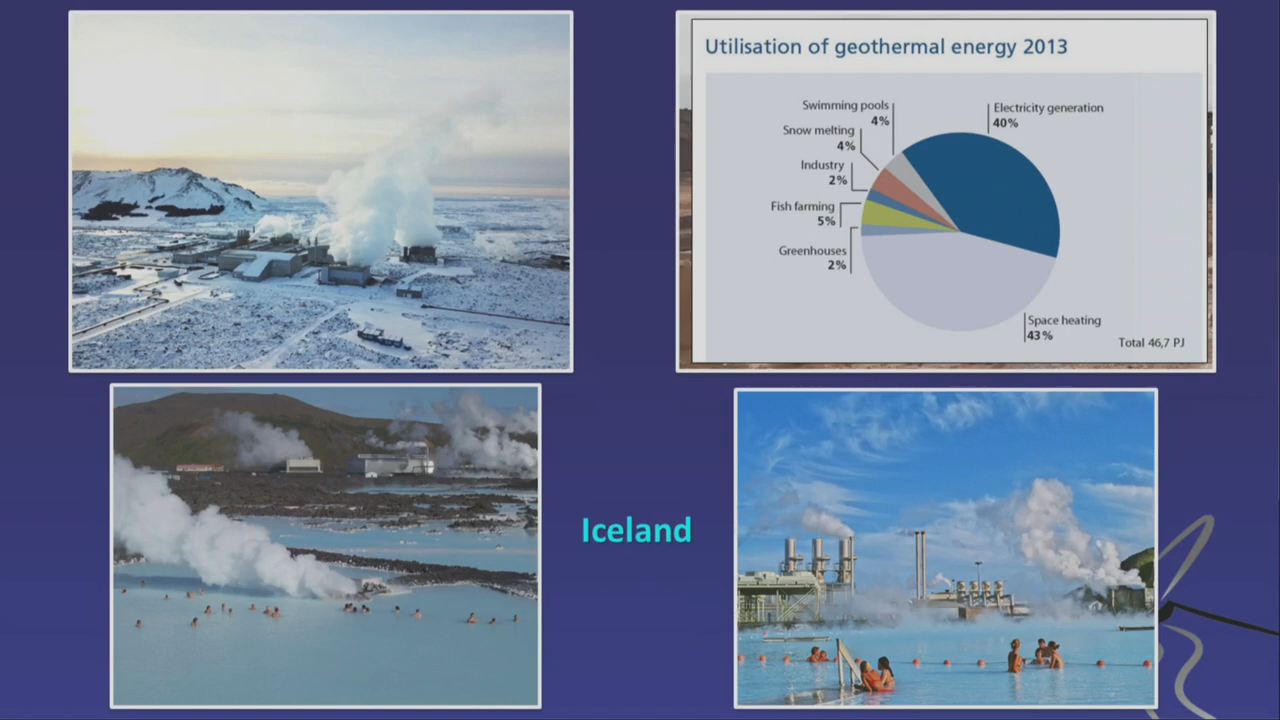 Utilisation of geothermal energy 2013
Swimming pools
4%
Snow melting
4%
Industry
2%
Fish farming
5%
Greenhouses
2%
Electricity generation
40%
Space heating
43%
Total 46,7 PJ
Iceland